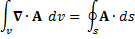 ∫_v ∇ · A dv = ∮_s A · ds